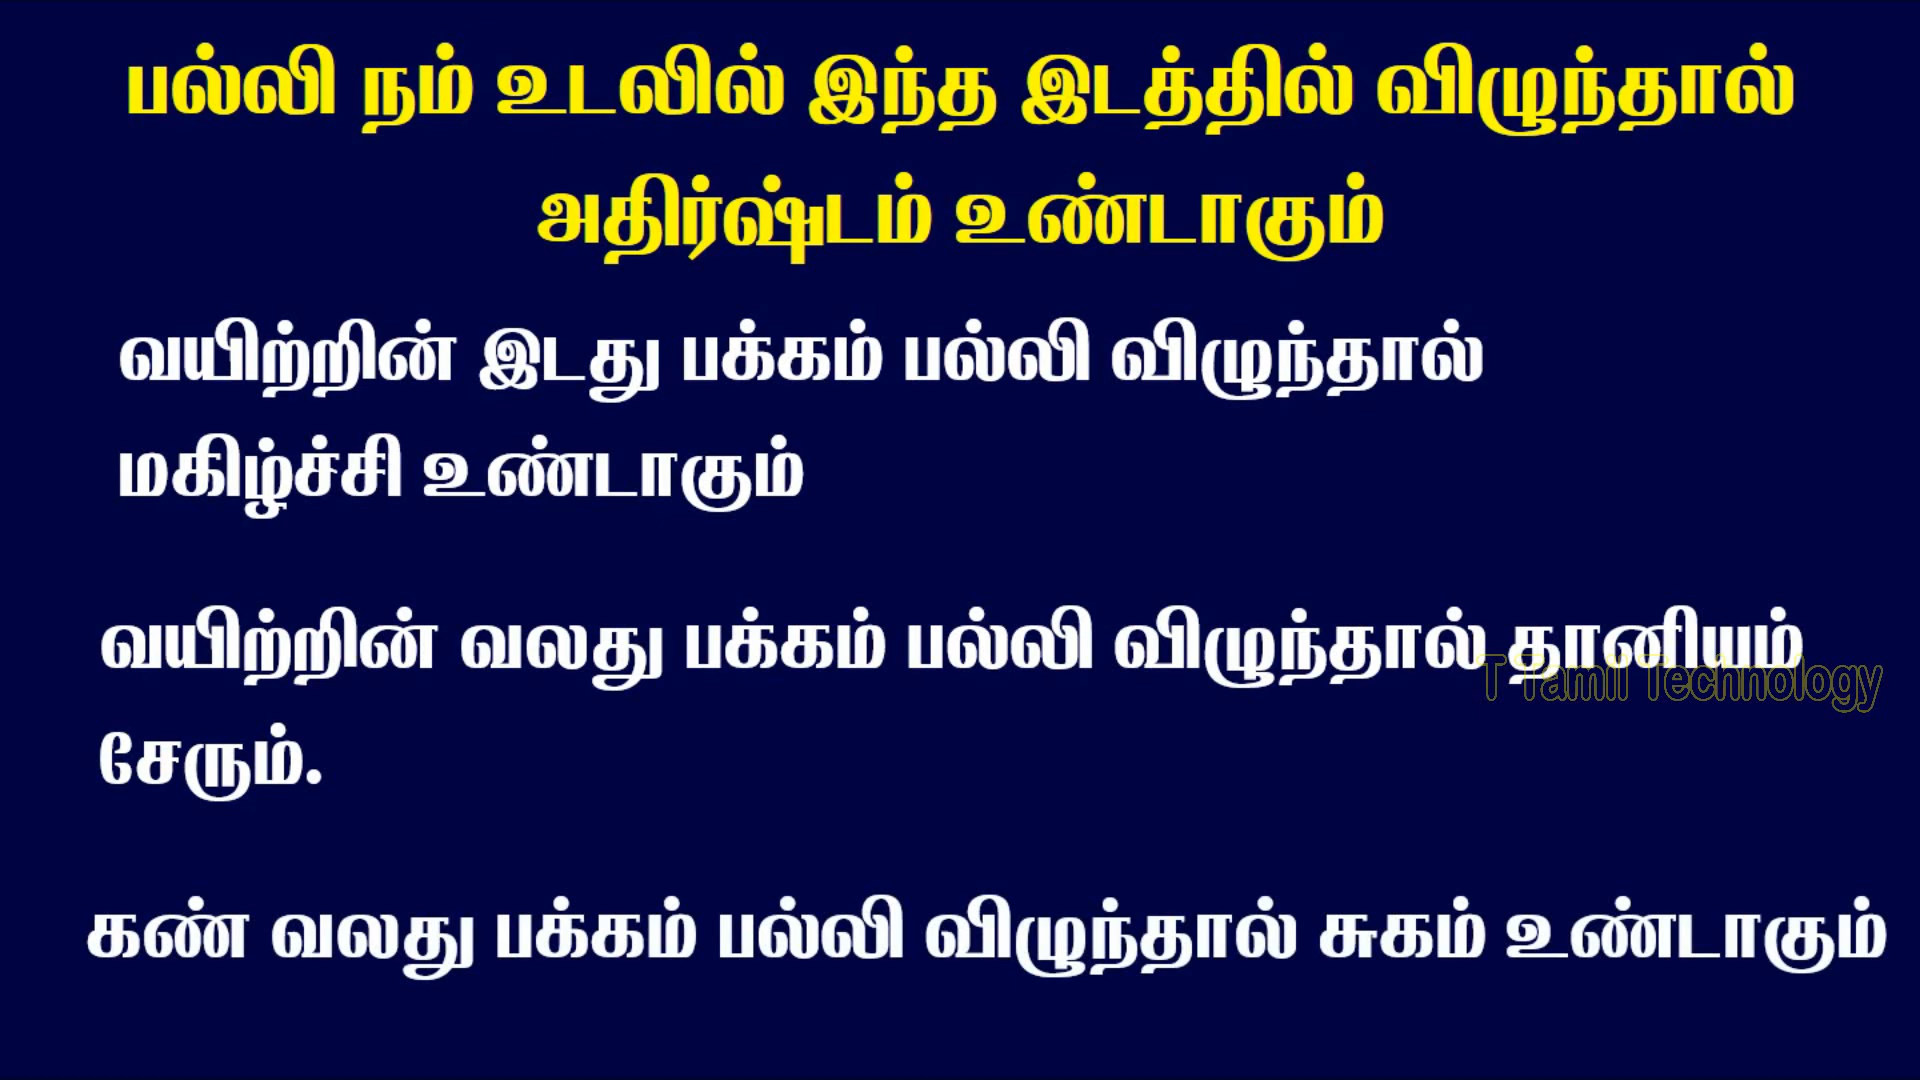 பல்லி நம் உடலில் இந்த இடத்தில் விழுந்தால்
அதிர்ஷ்டம் உண்டாகும்
வயிற்றின் இடது பக்கம் பல்லி விழுந்தால்
மகிழ்ச்சி உண்டாகும்
வயிற்றின் வலது பக்கம் பல்லி விழுந்தால் தானியம்
T Tamil Technology
சேரும்.
கண் வலது பக்கம் பல்லி விழுந்தால் சுகம் உண்டாகும்